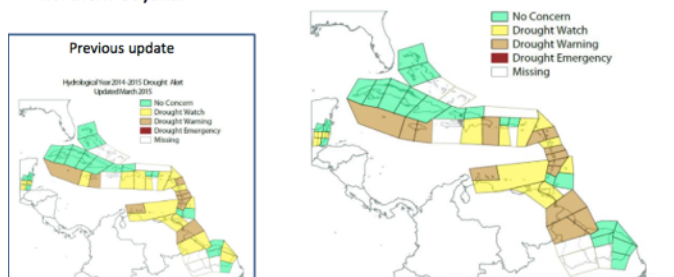 Previous update
Hydrological Year 2014-2015 Drought Alert
Updated March 2015
No Concern
Drought Watch
Drought Warning
Drought Emergency
Missing
No Concern
Drought Watch
Drought Warning
Drought Emergency
Missing